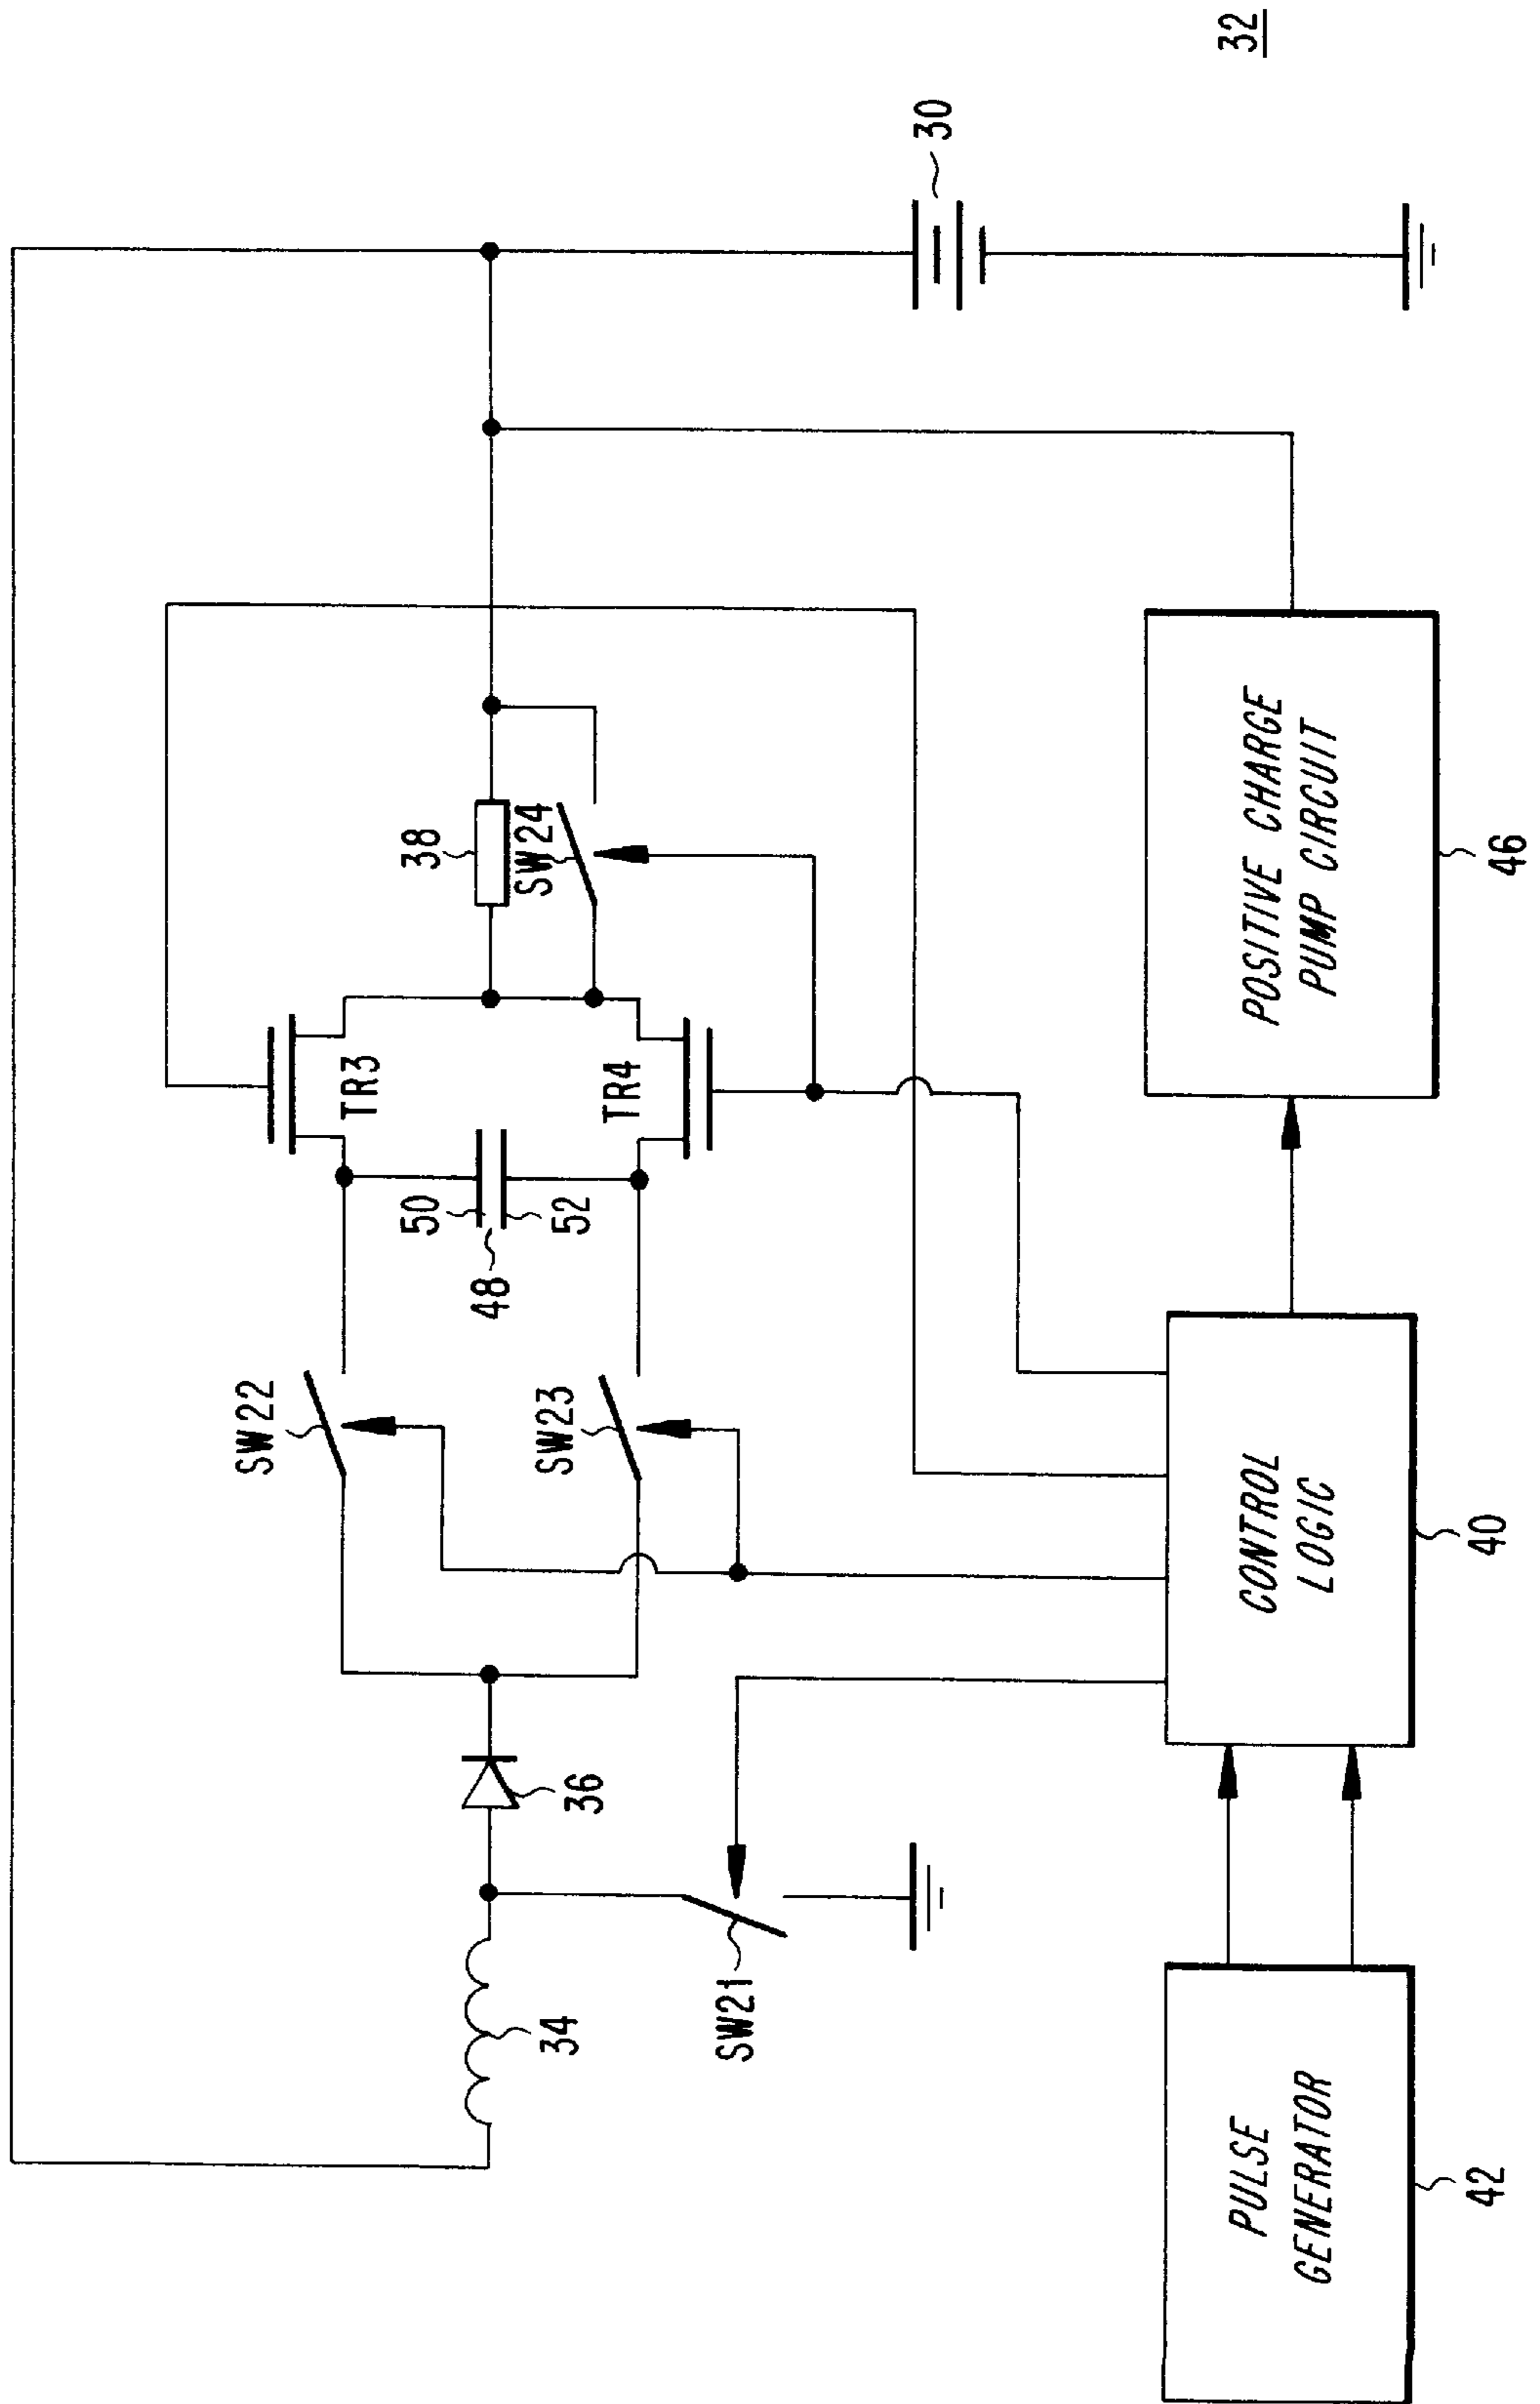 32
30
38
SW24
TR3
TR4
50
52
48
SW22
SW23
36
34
SW21
POSITIVE CHARGE
PUMP CIRCUIT
46
CONTROL
LOGIC
40
PULSE
GENERATOR
42